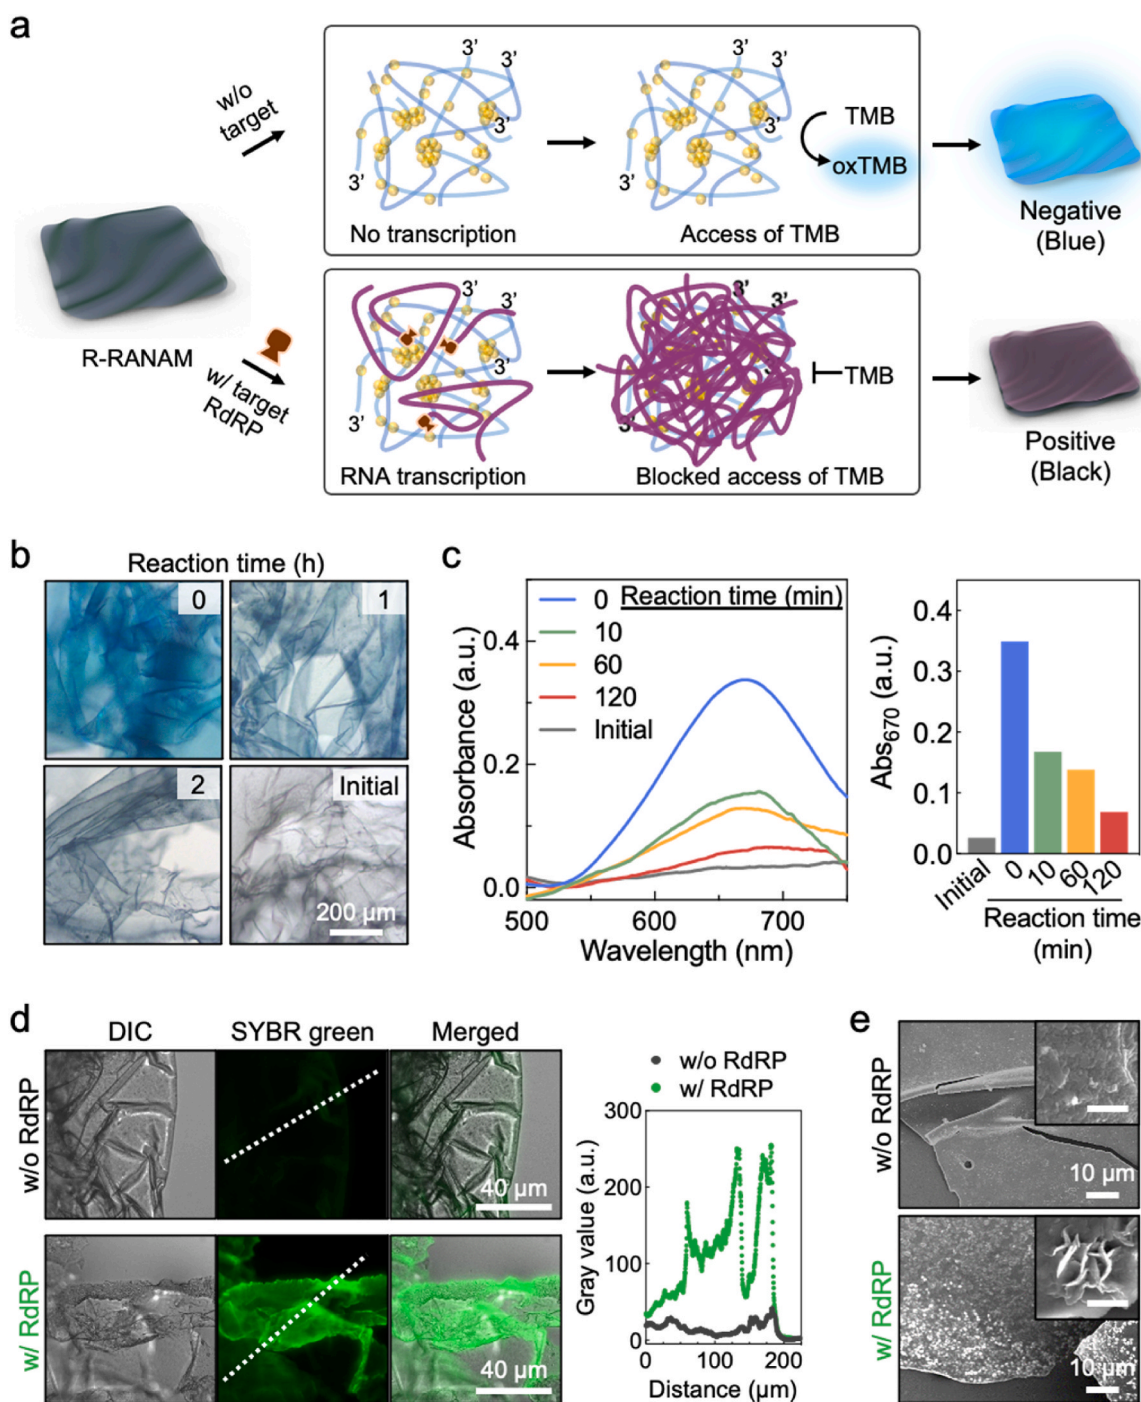 a
w/o
target
3’
3’
3’
3’
No transcription
3’
3’
3’
3’
TMB
oxTMB
Access of TMB
Negative
(Blue)
R-RANAM
w/ target
RdRP
3’
3’
3’
3’
RNA transcription
3’
3’
3’
TMB
Blocked access of TMB
Positive
(Black)
b
Reaction time (h)
0
1
2
Initial
200 µm
c
Reaction time (min)
0
10
60
120
Initial
Absorbance (a.u.)
0.4
0.2
0.0
500
600
700
Wavelength (nm)
Abs670 (a.u.)
0.4
0.3
0.2
0.1
0.0
Initial
0
10
60
120
Reaction time
(min)
d
DIC
SYBR green
Merged
w/o RdRP
40 µm
w/ RdRP
40 µm
w/o RdRP
w/ RdRP
Gray value (a.u.)
300
200
100
0
0
100
200
Distance (µm)
e
w/o RdRP
10 µm
w/ RdRP
10 µm